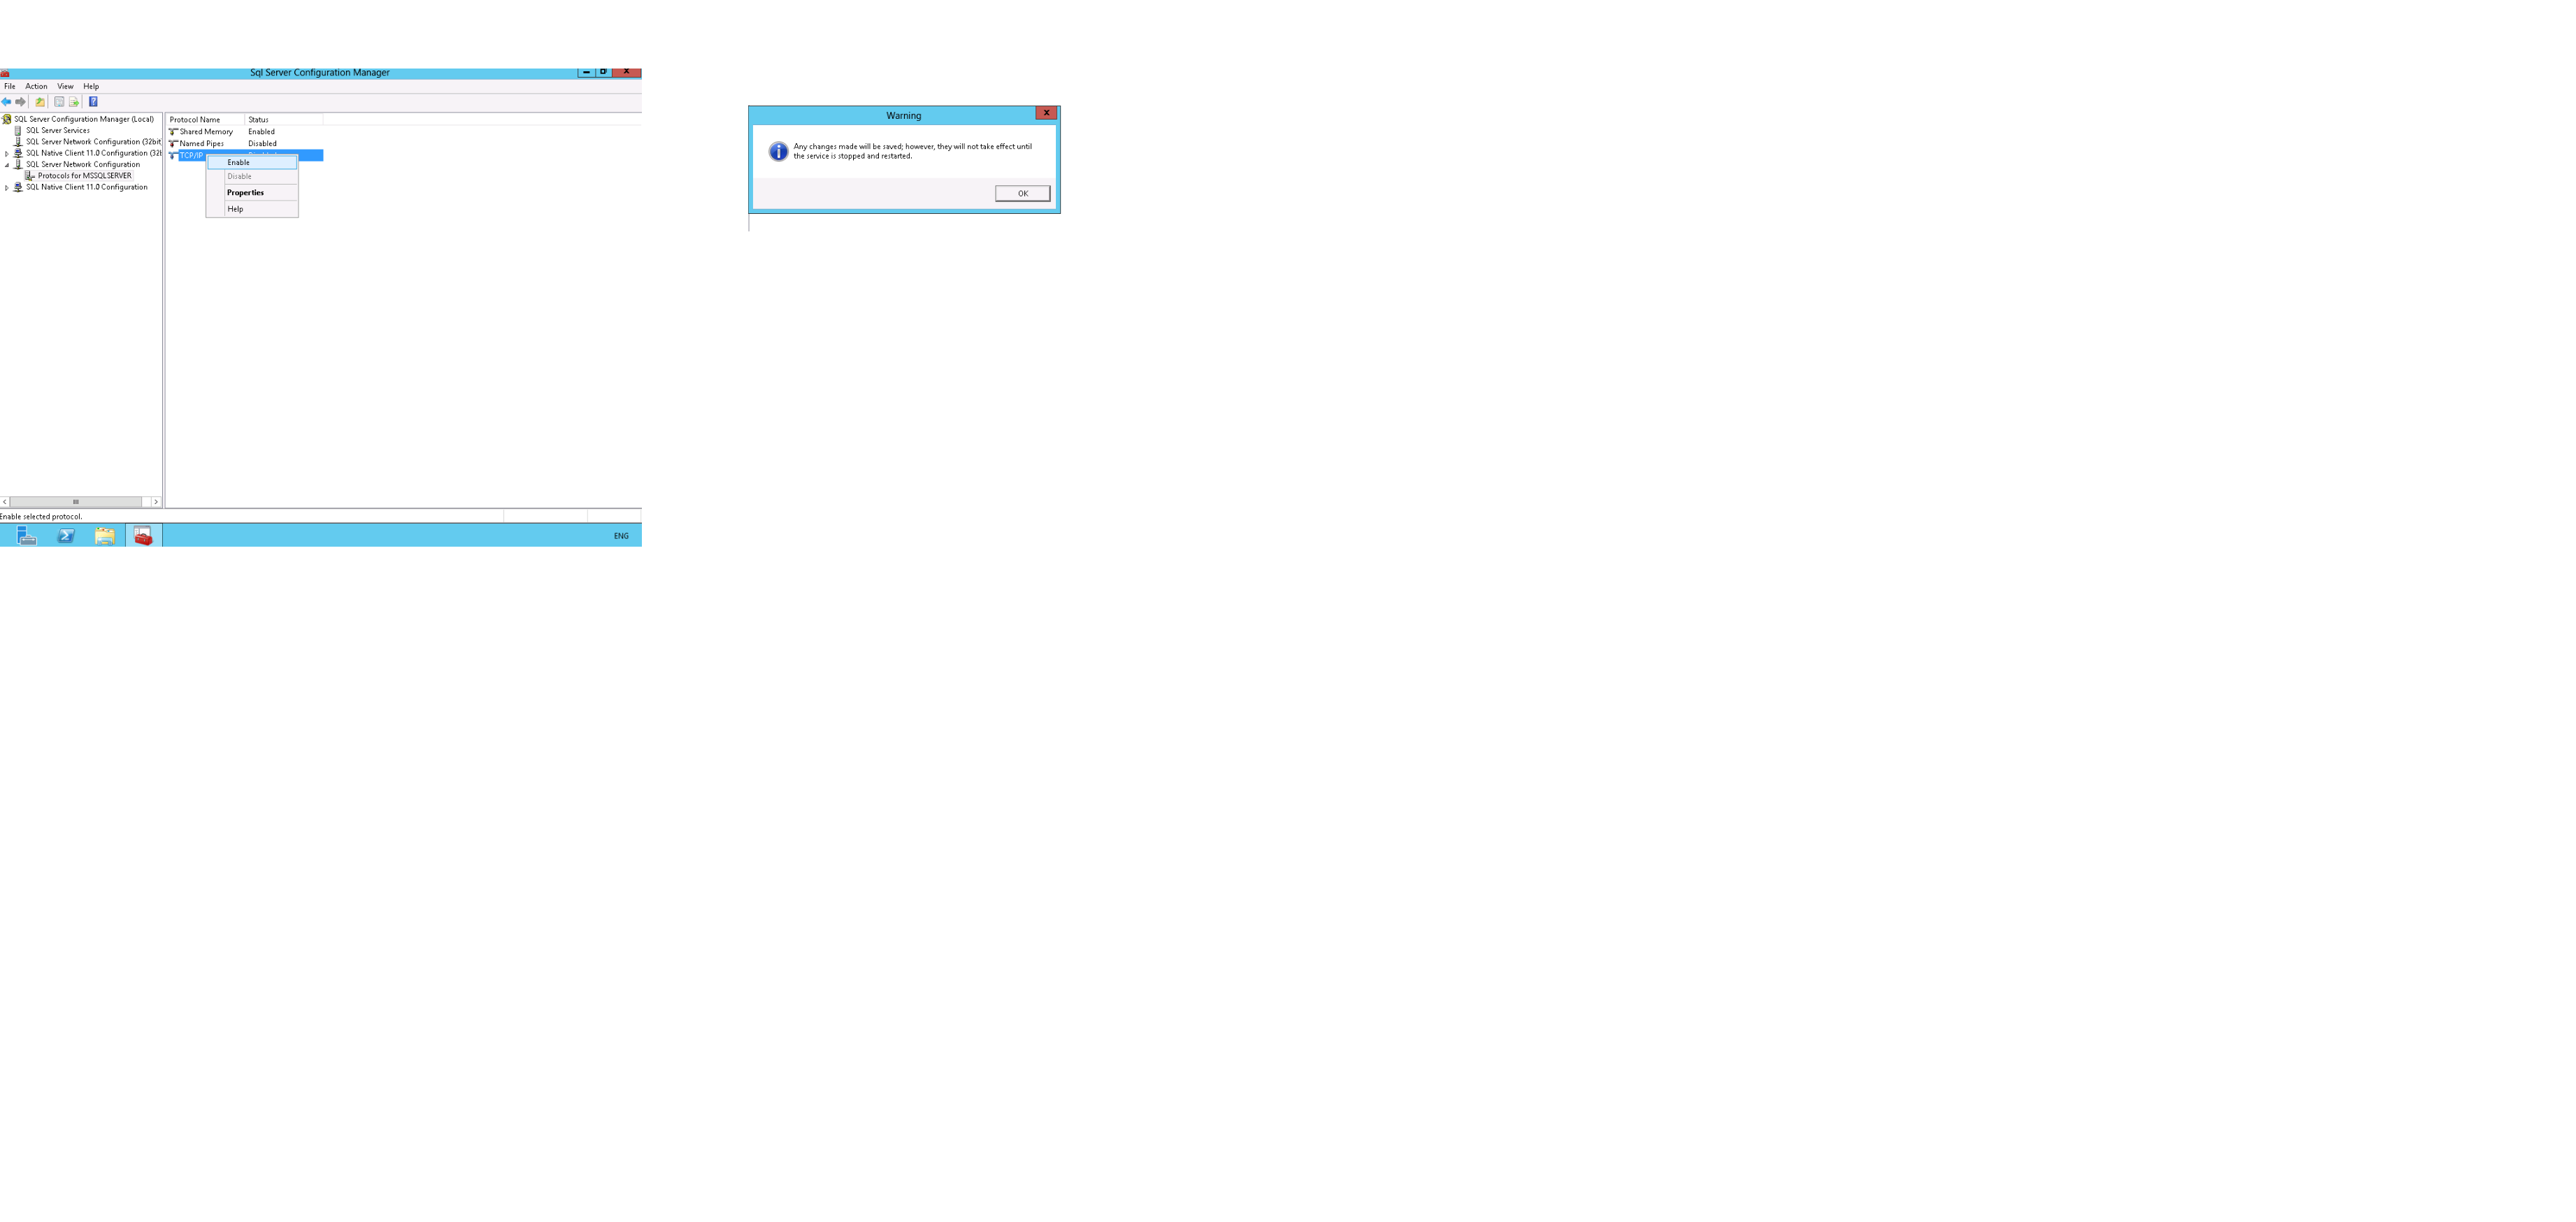 Sql Server Configuration Manager
File Action View Help
SQL Server Configuration Manager (Local)
SQL Server Services
SQL Server Network Configuration (32bit
SQL Native Client 11.0 Configuration (32
SQL Server Network Configuration
Protocols for MSSQLSERVER
SQL Native Client 11.0 Configuration
Protocol Name Status
Shared Memory Enabled
Named Pipes Disabled
TCP/IP
Enable
Disable
Properties
Help
Enable selected protocol.
ENG
Warning
Any changes made will be saved; however, they will not take effect until
the service is stopped and restarted.
OK